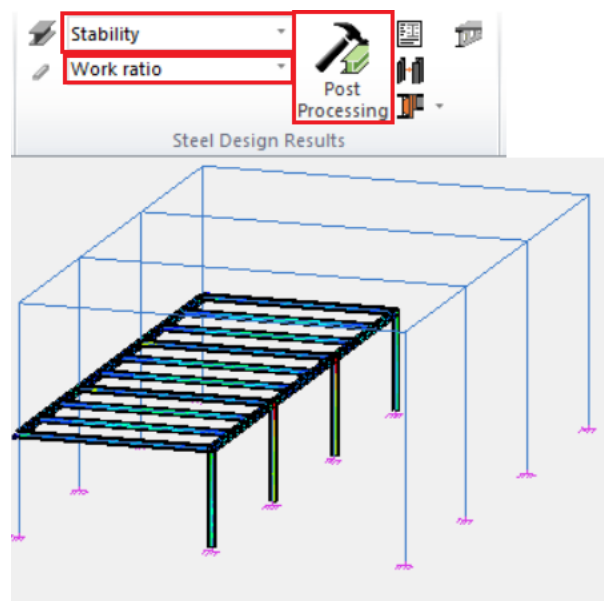 Stability
Work ratio
Post
Processing
Steel Design Results